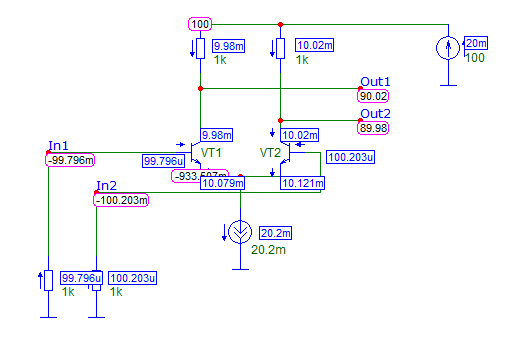 100
9.98m
10.02m
20m
1k
1k
100
Out1
90.02
Out2
9.98m
10.02m
89.98
In1
VT1
VT2
-99.796m
99.796u
100.203u
10.079m
10.121m
In2
-100.203m
20.2m
20.2m
99.796u
100.203u
1k
1k